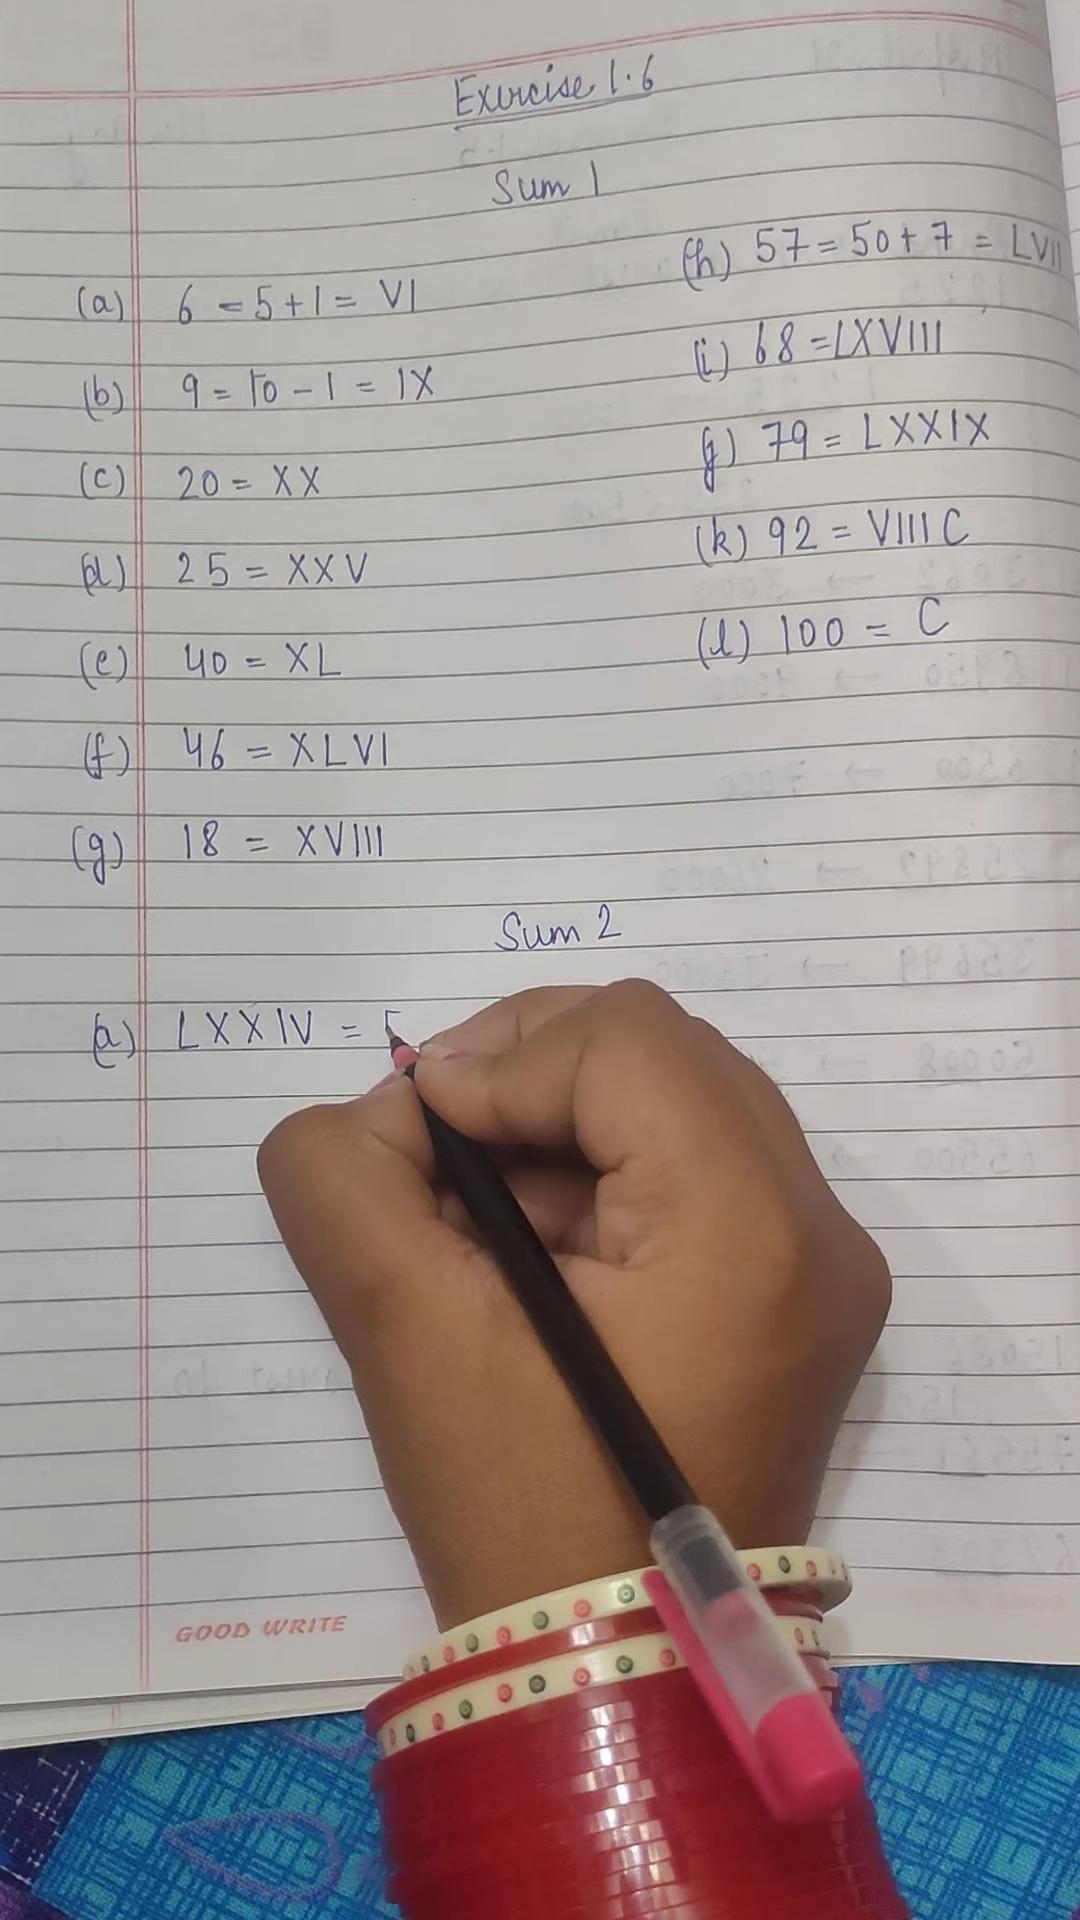 Exercise 1.6
Sum 1
(a) 6 = 5 + 1 = VI
(b) 9 = 10 - 1 = IX
(c) 20 = XX
(d) 25 = XXV
(e) 40 = XL
(f) 46 = XLVI
(g) 18 = XVIII
(h) 57 = 50 + 7 = LVII
(i) 68 = LXVIII
(j) 79 = LXXIX
(k) 92 = VIIIC
(l) 100 = C
Sum 2
(a) LXXIV =
GOOD WRITE